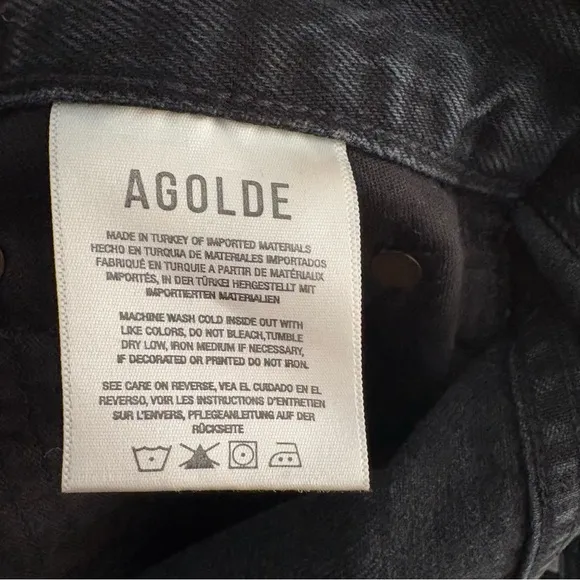 AGOLDE
MADE IN TURKEY OF IMPORTED MATERIALS
HECHO EN TURQUIA DE MATERIALES IMPORTADOS
FABRIQUÉ EN TURQUIE A PARTIR DE MATÉRIAUX
IMPORTÉS, IN DER TÜRKEI HERGESTELLT MIT
IMPORTIERTEN MATERIALIEN
MACHINE WASH COLD INSIDE OUT WITH
LIKE COLORS, DO NOT BLEACH,TUMBLE
DRY LOW, IRON MEDIUM IF NECESSARY,
IF DECORATED OR PRINTED DO NOT IRON.
SEE CARE ON REVERSE, VEA EL CUIDADO EN EL
REVERSO, VOIR LES INSTRUCTIONS D'ENTRETIEN
SUR L'ENVERS, PFLEGEANLEITUNG AUF DER
RÜCKSEITE